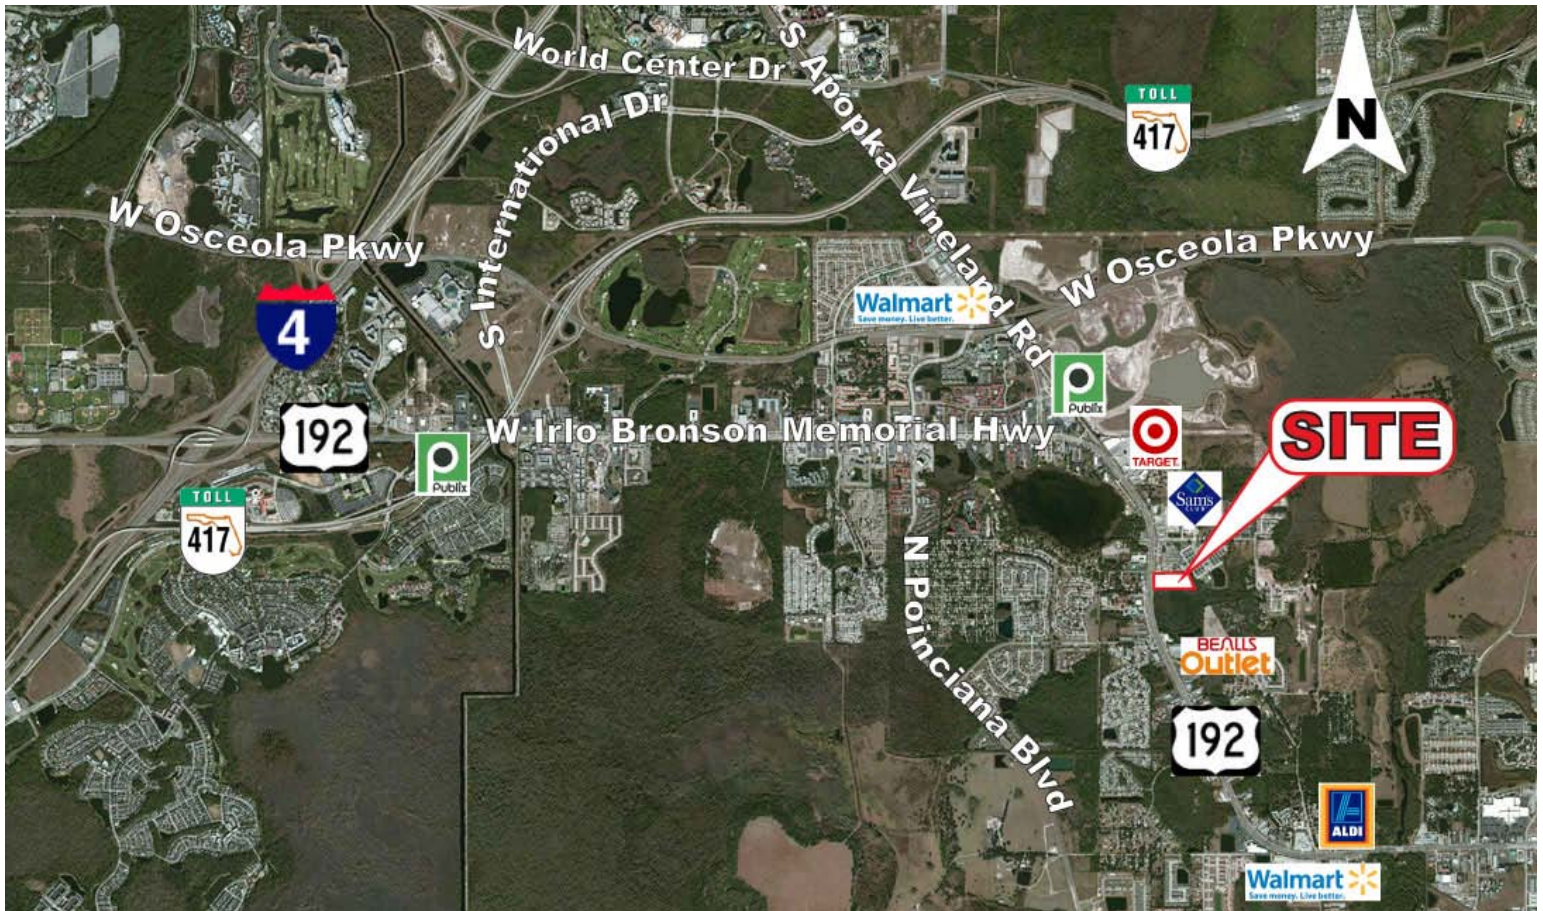 World Center Dr
S Apopka Vineland Rd
S International Dr
TOLL
417
N
W Osceola Pkwy
W Osceola Pkwy
4
Walmart
Save money. Live better.
Publix
192
W Irlo Bronson Memorial Hwy
TARGET
SITE
Publix
Sam's
CLUB
TOLL
417
N Poinciana Blvd
BEALLS
Outlet
192
ALDI
Walmart
Save money. Live better.